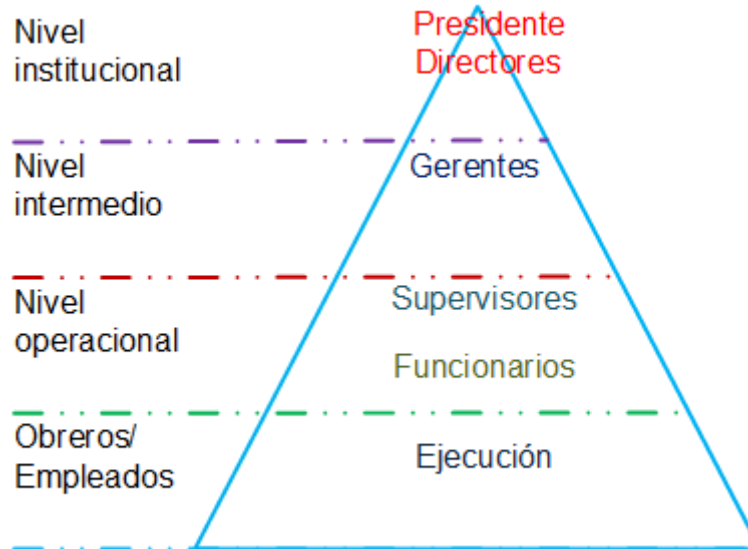 Nivel
institucional
Presidente
Directores
Nivel
intermedio
Gerentes
Nivel
operacional
Supervisores
Funcionarios
Obreros/
Empleados
Ejecución